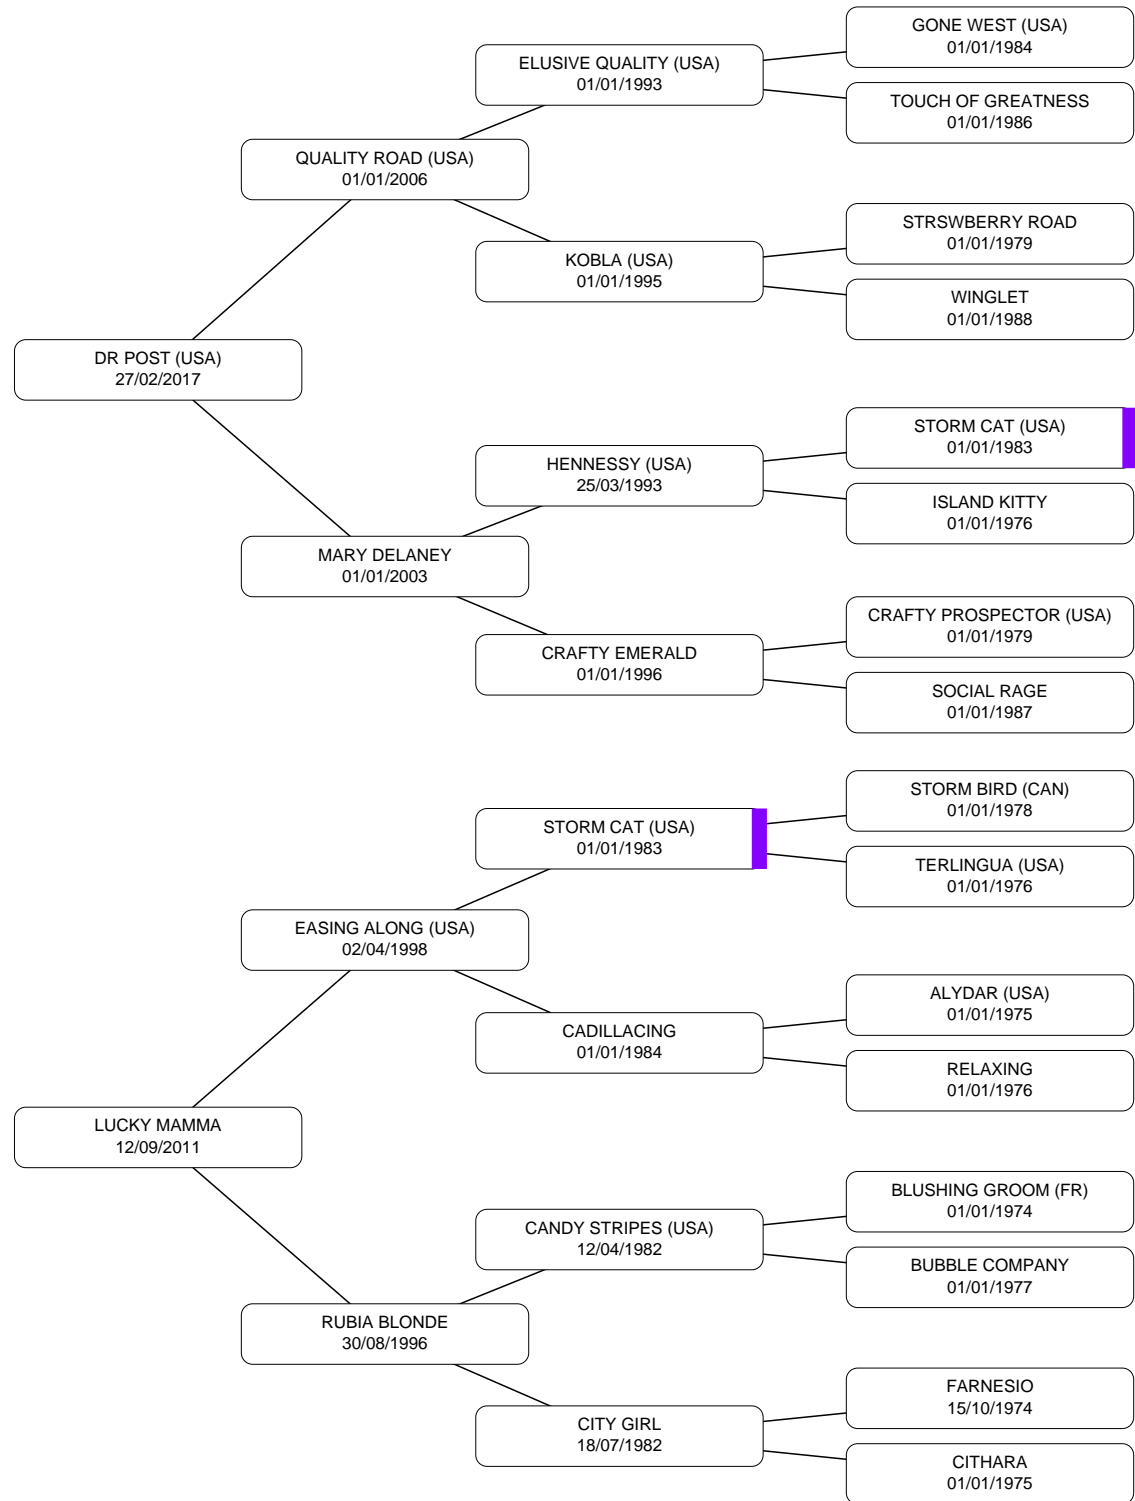 GONE WEST (USA)
01/01/1984
ELUSIVE QUALITY (USA)
01/01/1993
TOUCH OF GREATNESS
01/01/1986
QUALITY ROAD (USA)
01/01/2006
STRSWBERRY ROAD
01/01/1979
KOBLA (USA)
01/01/1995
WINGLET
01/01/1988
DR POST (USA)
27/02/2017
STORM CAT (USA)
01/01/1983
HENNESSY (USA)
25/03/1993
ISLAND KITTY
01/01/1976
MARY DELANEY
01/01/2003
CRAFTY PROSPECTOR (USA)
01/01/1979
CRAFTY EMERALD
01/01/1996
SOCIAL RAGE
01/01/1987
STORM BIRD (CAN)
01/01/1978
STORM CAT (USA)
01/01/1983
TERLINGUA (USA)
01/01/1976
EASING ALONG (USA)
02/04/1998
ALYDAR (USA)
01/01/1975
CADILLACING
01/01/1984
RELAXING
01/01/1976
LUCKY MAMMA
12/09/2011
BLUSHING GROOM (FR)
01/01/1974
CANDY STRIPES (USA)
12/04/1982
BUBBLE COMPANY
01/01/1977
RUBIA BLONDE
30/08/1996
FARNESIO
15/10/1974
CITY GIRL
18/07/1982
CITHARA
01/01/1975